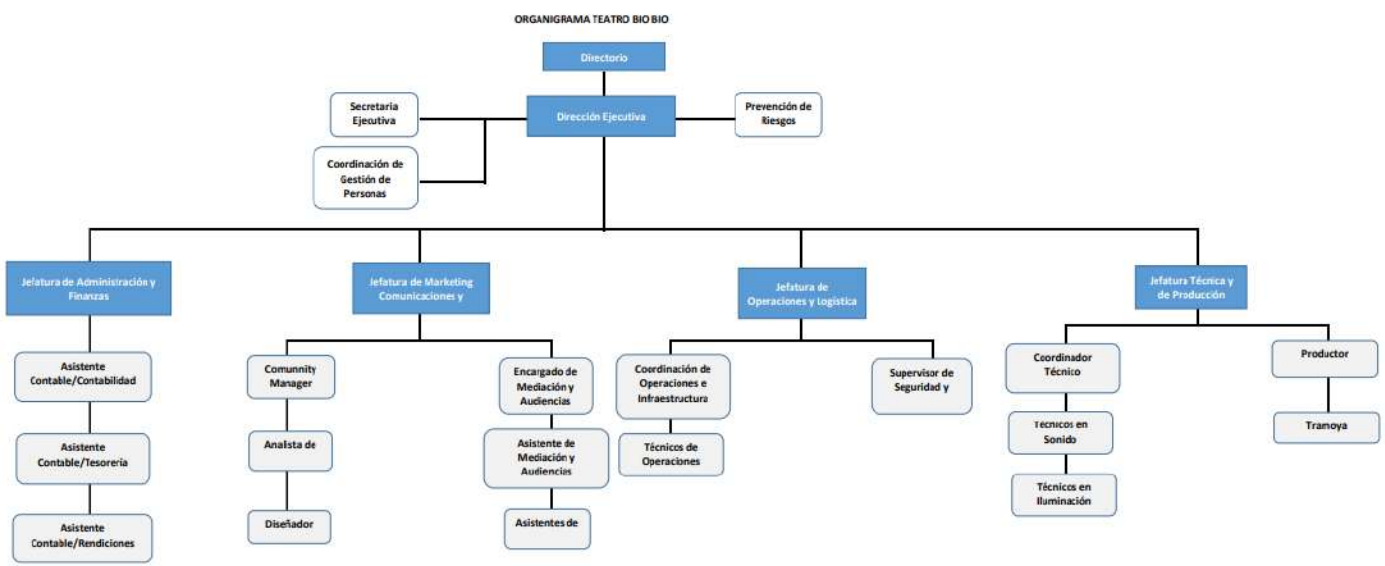 ORGANIGRAMA TEATRO BIO BIO
Directorio
Secretaria
Ejecutiva
Dirección Ejecutiva
Prevención de
Riesgos
Coordinación de
Gestión de
Personas
Jefatura de Administración y
Finanzas
Jefatura de Marketing
Comunicaciones y
Jefatura de
Operaciones y Logística
Jefatura Técnica y
de Producción
Asistente
Contable/Contabilidad
Asistente
Contable/Tesorería
Asistente
Contable/Rendiciones
Comunnity
Manager
Analista de
Diseñador
Encargado de
Mediación y
Audiencias
Asistente de
Mediación y
Audiencias
Asistentes de
Coordinación de
Operaciones e
Infraestructura
Técnicos de
Operaciones
Supervisor de
Seguridad y
Coordinador
Técnico
Técnicos en
Sonido
Técnicos en
Iluminación
Productor
Tramoya